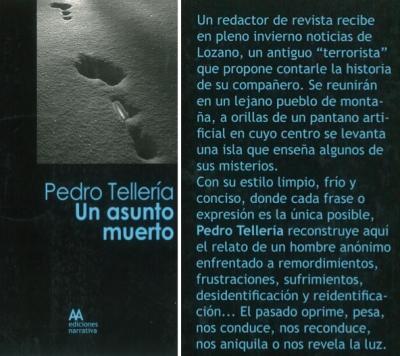 Pedro Tellería
Un asunto
muerto
AA
ediciones
narrativa
Un redactor de revista recibe
en pleno invierno noticias de
Lozano, un antiguo “terrorista”
que propone contarle la historia
de su compañero. Se reunirán
en un lejano pueblo de monta-
ña, a orillas de un pantano arti-
ficial en cuyo centro se levanta
una isla que enseña algunos de
sus misterios.
Con su estilo limpio, frío y
conciso, donde cada frase o
expresión es la única posible,
Pedro Tellería reconstruye aquí
el relato de un hombre anónimo
enfrentado a remordimientos,
frustraciones, sufrimientos,
desidentificación y reidentifica-
ción... El pasado oprime, pesa,
nos conduce, nos reconduce,
nos aniquila o nos revela la luz.